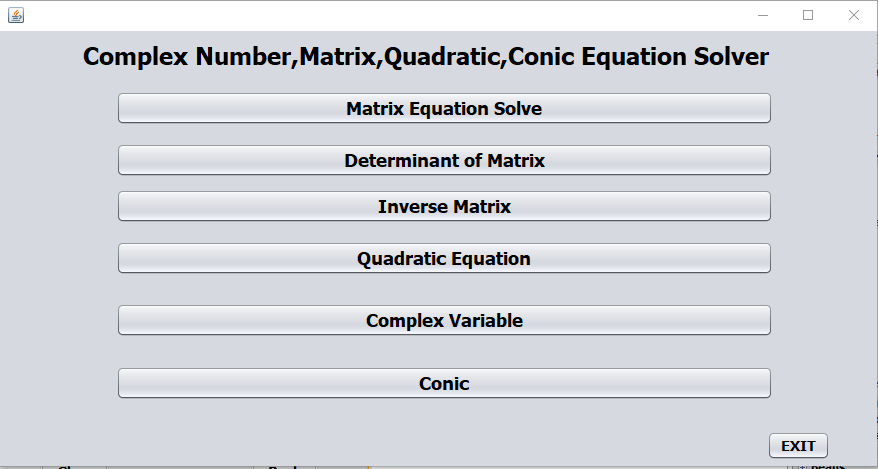 Complex Number,Matrix,Quadratic,Conic Equation Solver
Matrix Equation Solve
Determinant of Matrix
Inverse Matrix
Quadratic Equation
Complex Variable
Conic
EXIT